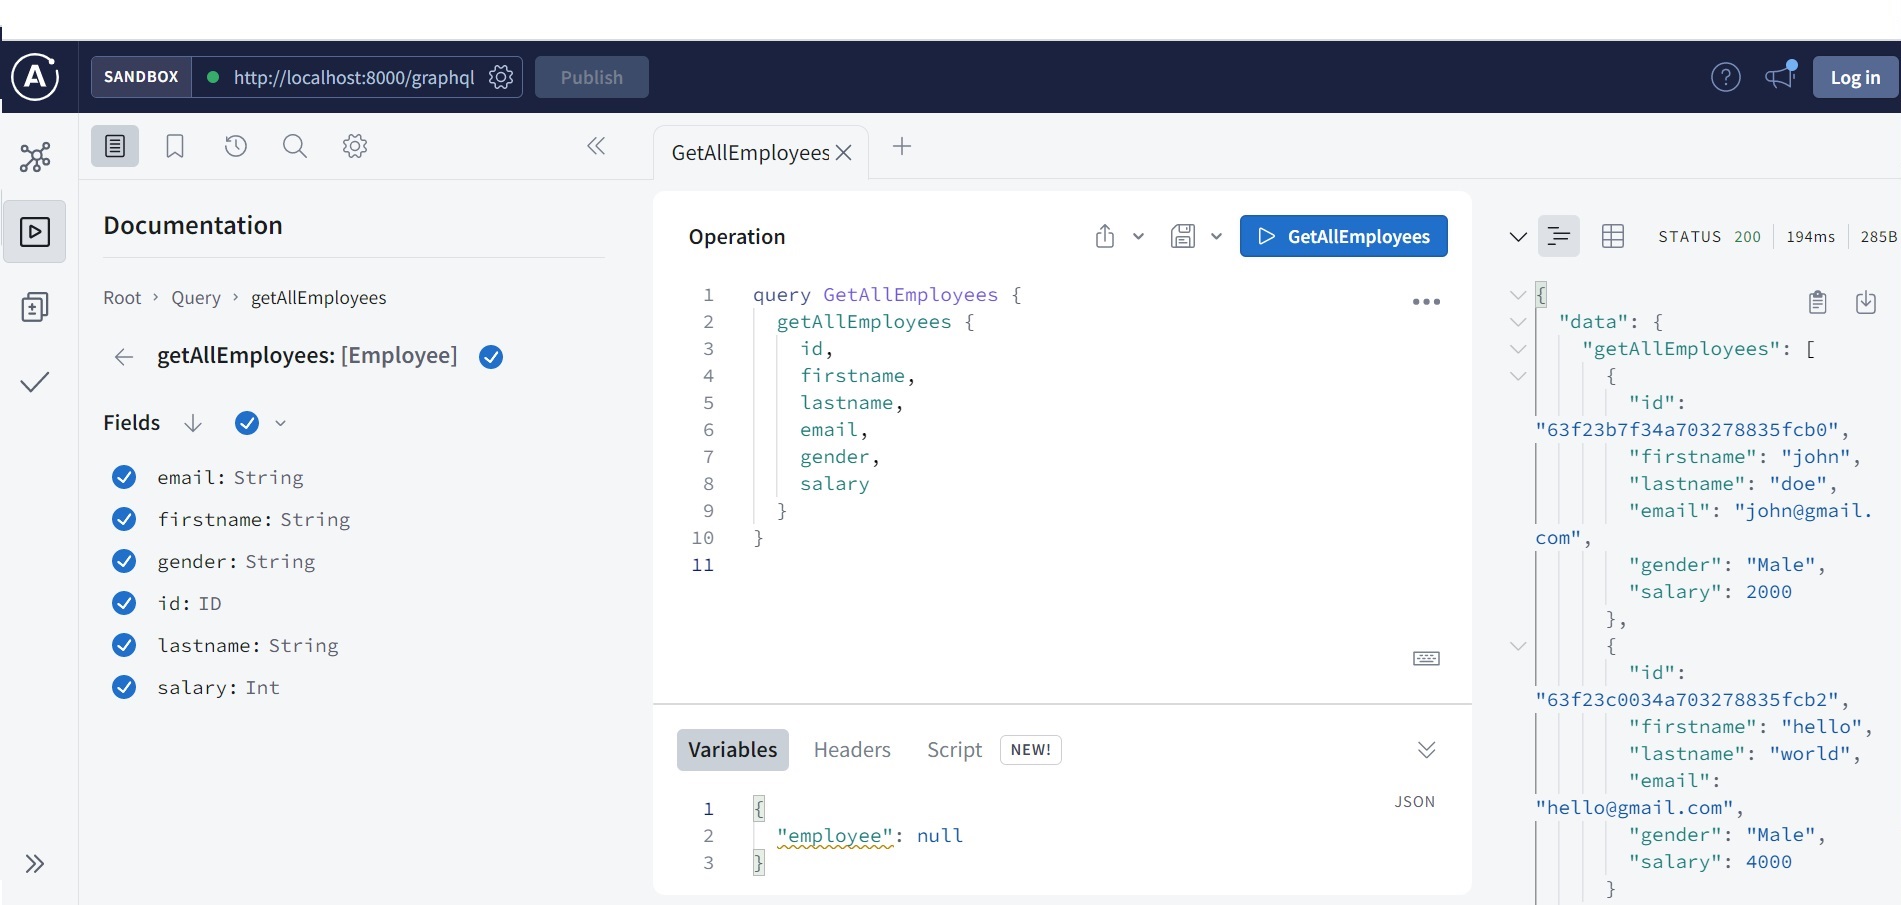 SANDBOX http://localhost:8000/graphql Publish Log in
GetAllEmployees
Documentation
Root > Query > getAllEmployees
getAllEmployees: [Employee]
Fields
email: String
firstname: String
gender: String
id: ID
lastname: String
salary: Int
Operation
GetAllEmployees
1 query GetAllEmployees {
2 getAllEmployees {
3 id,
4 firstname,
5 lastname,
6 email,
7 gender,
8 salary
9 }
10 }
11
Variables Headers Script NEW!
JSON
1 {
2 "employee": null
3 }
STATUS 200 194ms 285B
{
"data": {
"getAllEmployees": [
{
"id":
"63f23b7f34a703278835fcb0",
"firstname": "john",
"lastname": "doe",
"email": "john@gmail.
com",
"gender": "Male",
"salary": 2000
},
{
"id":
"63f23c0034a703278835fcb2",
"firstname": "hello",
"lastname": "world",
"email":
"hello@gmail.com",
"gender": "Male",
"salary": 4000
}